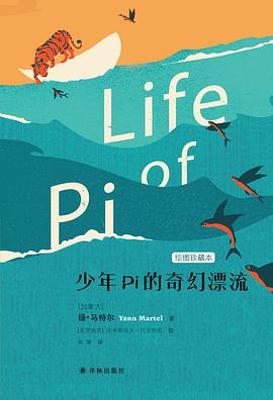 Life
of
Pi
绘图珍藏本
少年Pi的奇幻漂流
[加拿大]
扬·马特尔 Yann Martel 著
译林出版社